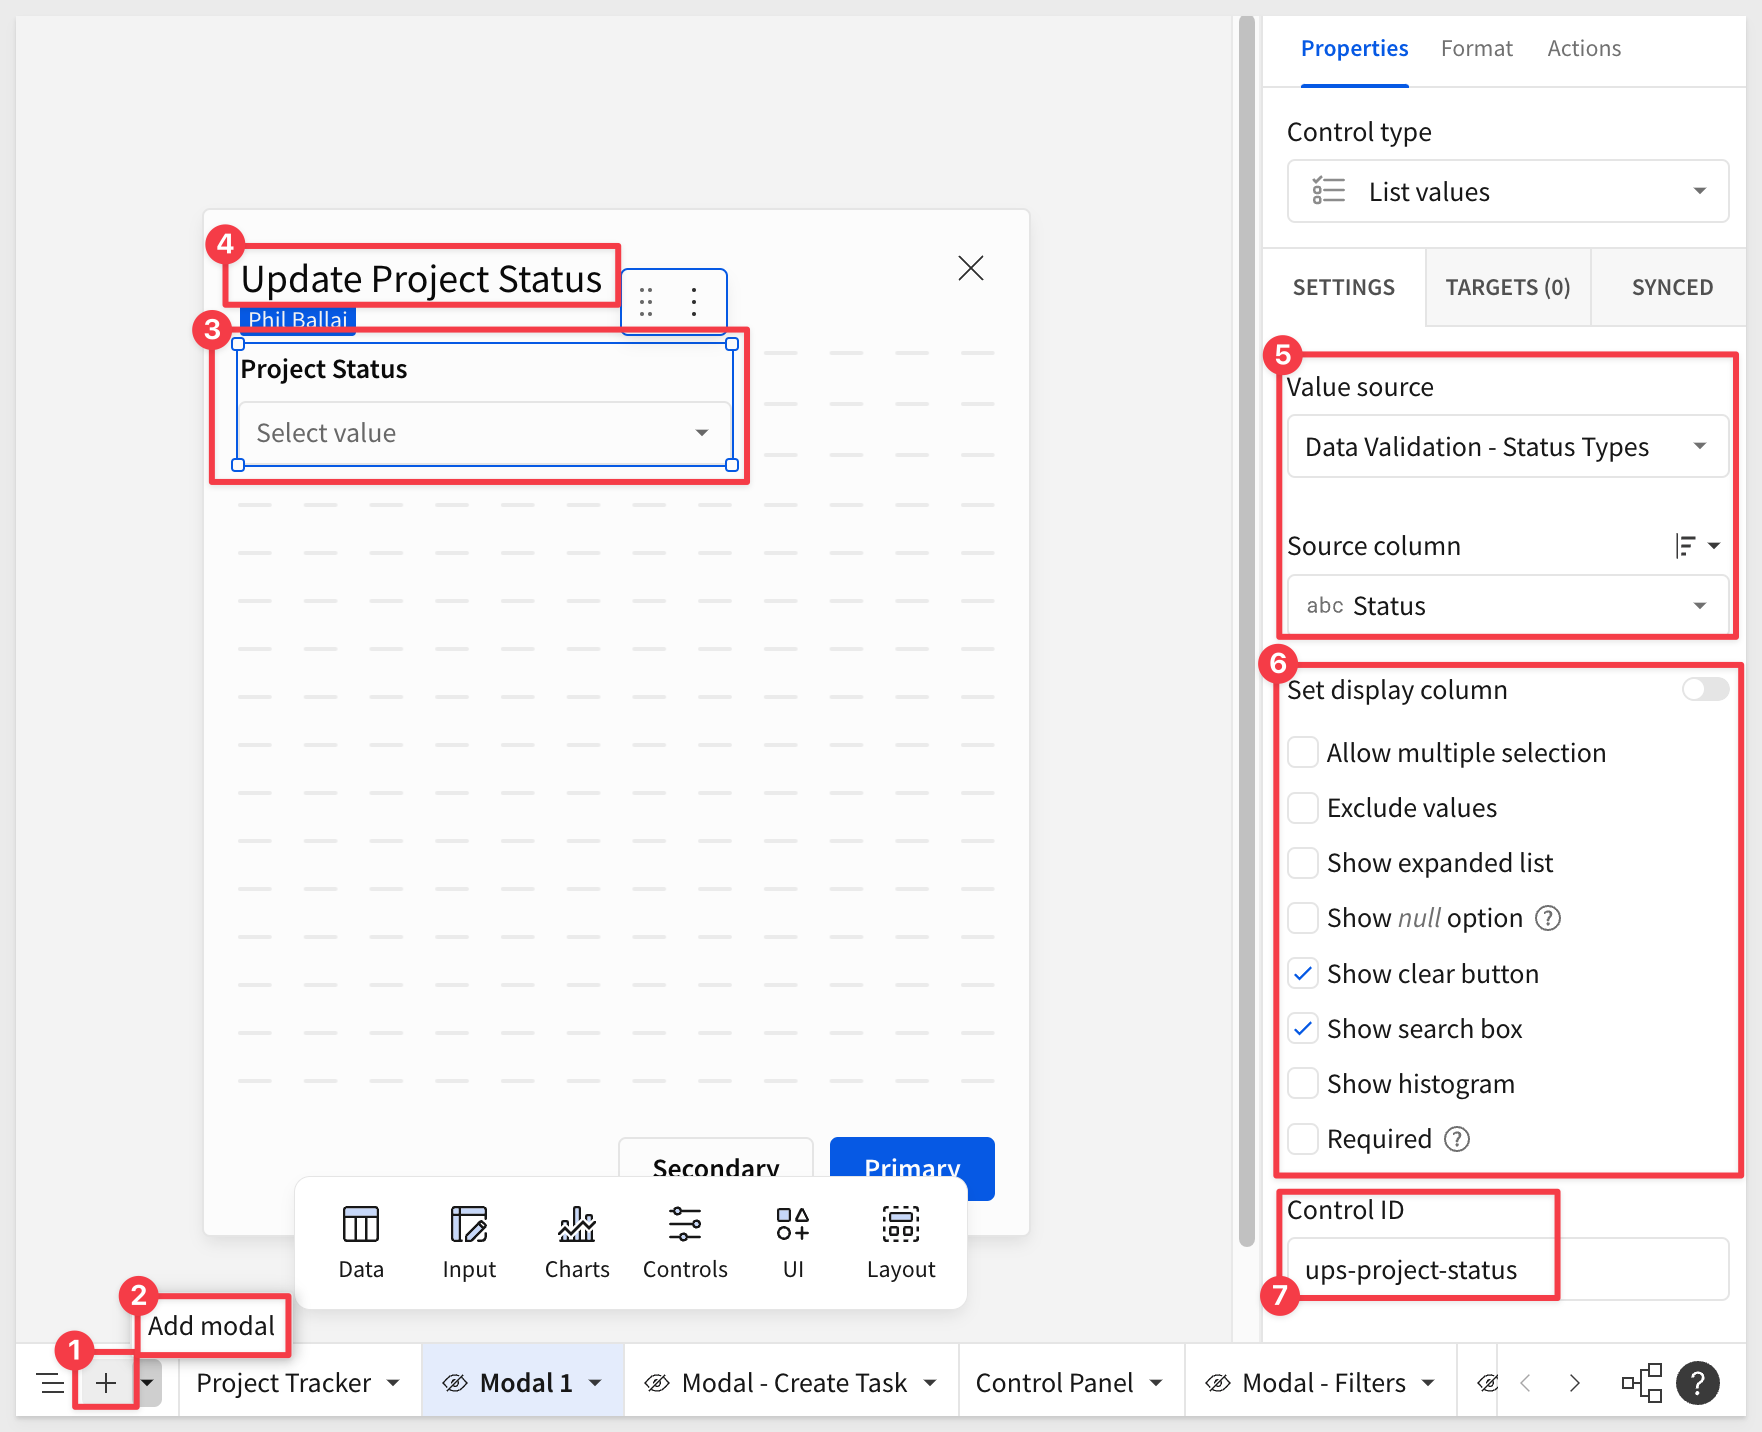 Properties Format Actions
Control type
List values
SETTINGS TARGETS (0) SYNCED
4
Update Project Status
Phil Ballai
3
Project Status
Select value
5
Value source
Data Validation - Status Types
Source column
abc Status
6
Set display column
Allow multiple selection
Exclude values
Show expanded list
Show null option ?
Show clear button
Show search box
Show histogram
Required ?
Secondary Primary
Data Input Charts Controls UI Layout
Control ID
ups-project-status
7
2
Add modal
1
Project Tracker Modal 1 Modal - Create Task Control Panel Modal - Filters ?